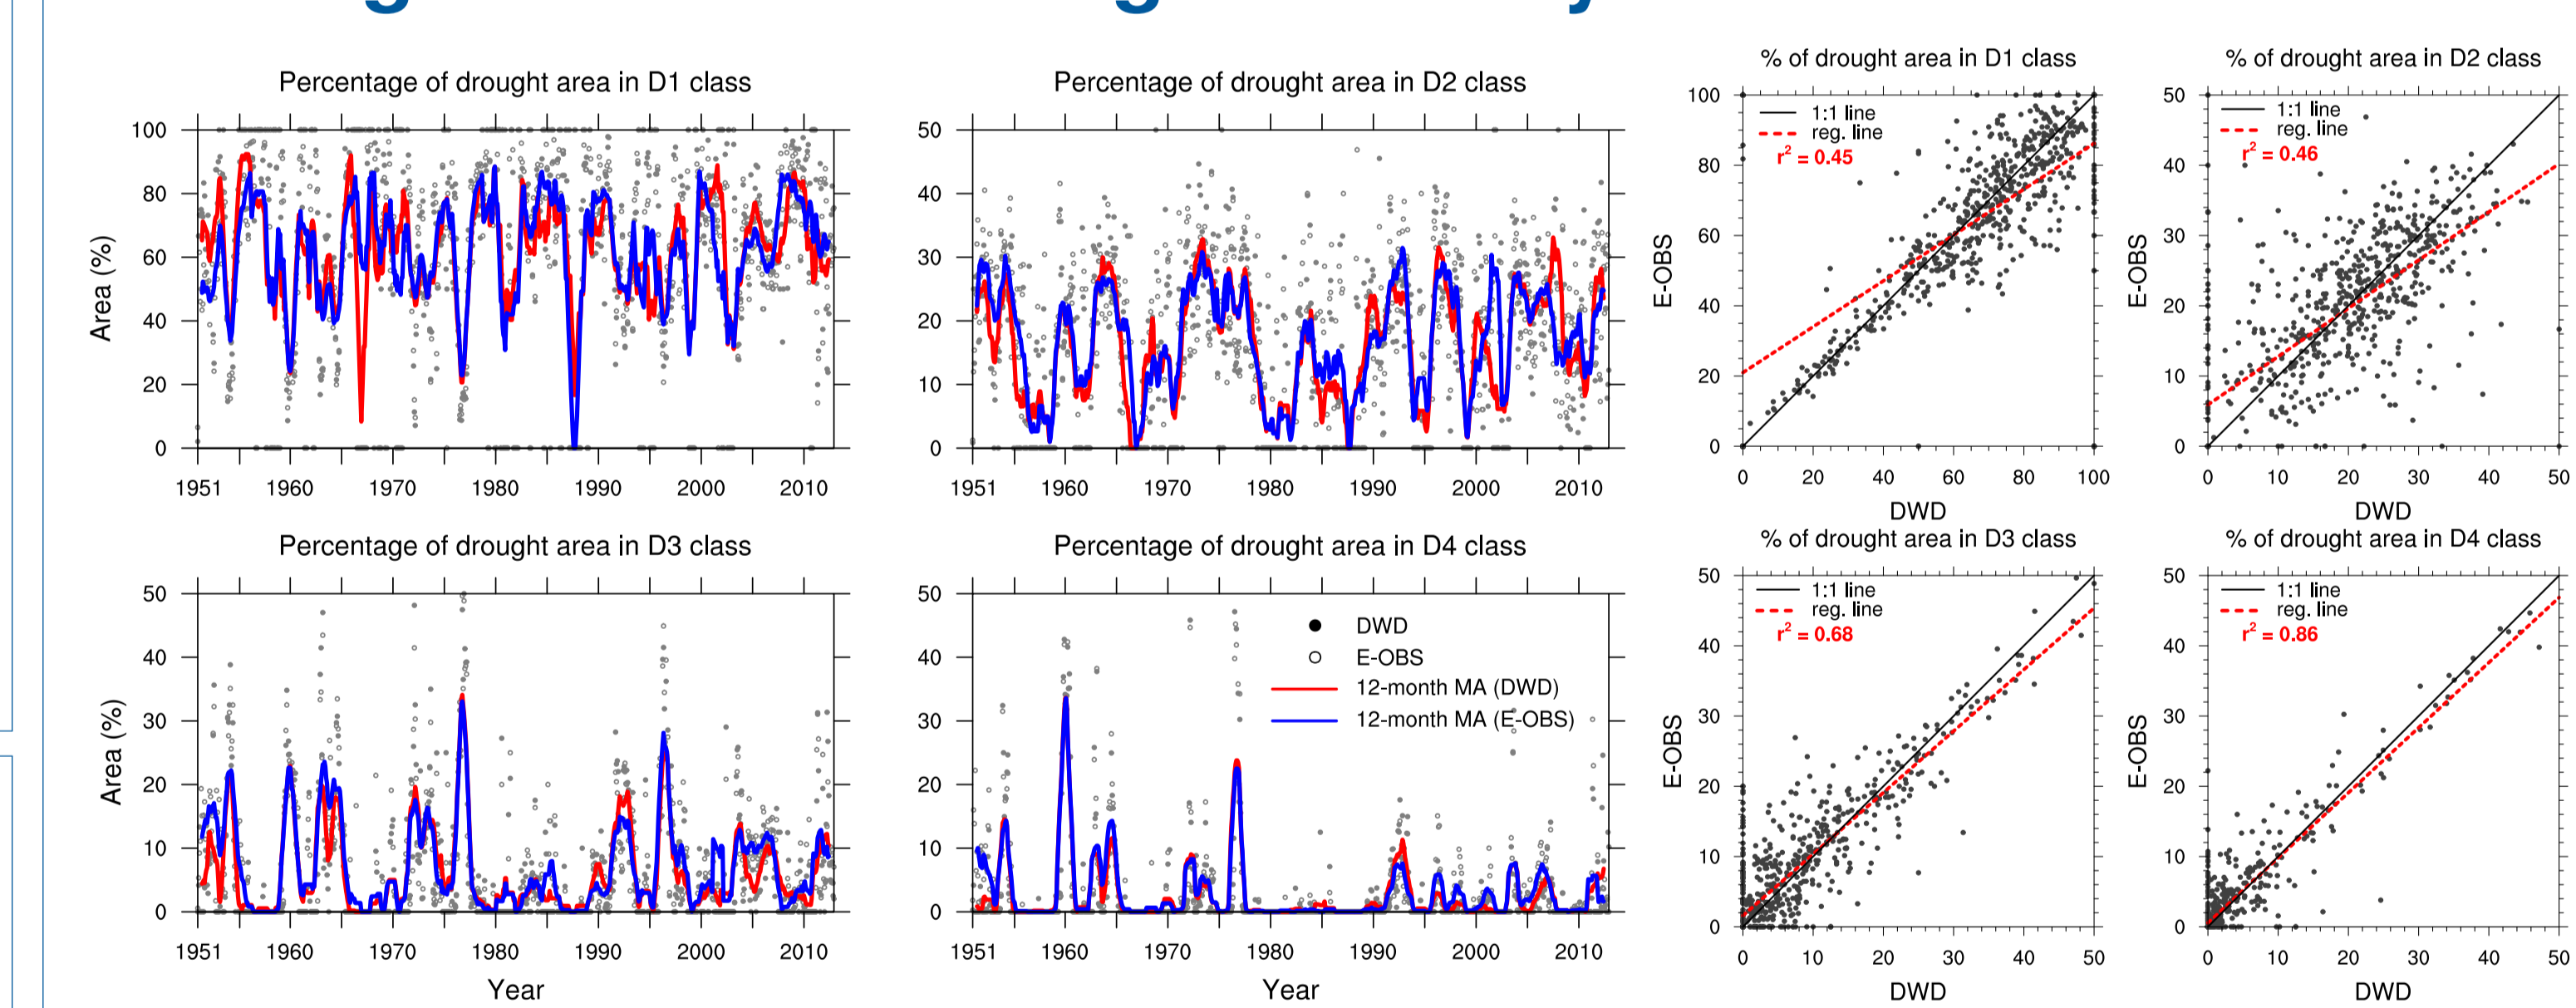 Percentage of drought area in D1 class
100
80
60
40
20
0
Area (%)
1951 1960 1970 1980 1990 2000 2010
Percentage of drought area in D2 class
50
40
30
20
10
0
1951 1960 1970 1980 1990 2000 2010
% of drought area in D1 class
1:1 line
reg. line
r² = 0.45
100
80
60
40
20
0
E-OBS
0 20 40 60 80 100
DWD
% of drought area in D2 class
1:1 line
reg. line
r² = 0.46
50
40
30
20
10
0
E-OBS
0 10 20 30 40 50
DWD
Percentage of drought area in D3 class
50
40
30
20
10
0
Area (%)
1951 1960 1970 1980 1990 2000 2010
Year
Percentage of drought area in D4 class
50
40
30
20
10
0
DWD
E-OBS
12-month MA (DWD)
12-month MA (E-OBS)
1951 1960 1970 1980 1990 2000 2010
Year
% of drought area in D3 class
1:1 line
reg. line
r² = 0.68
50
40
30
20
10
0
E-OBS
0 10 20 30 40 50
DWD
% of drought area in D4 class
1:1 line
reg. line
r² = 0.86
50
40
30
20
10
0
E-OBS
0 10 20 30 40 50
DWD